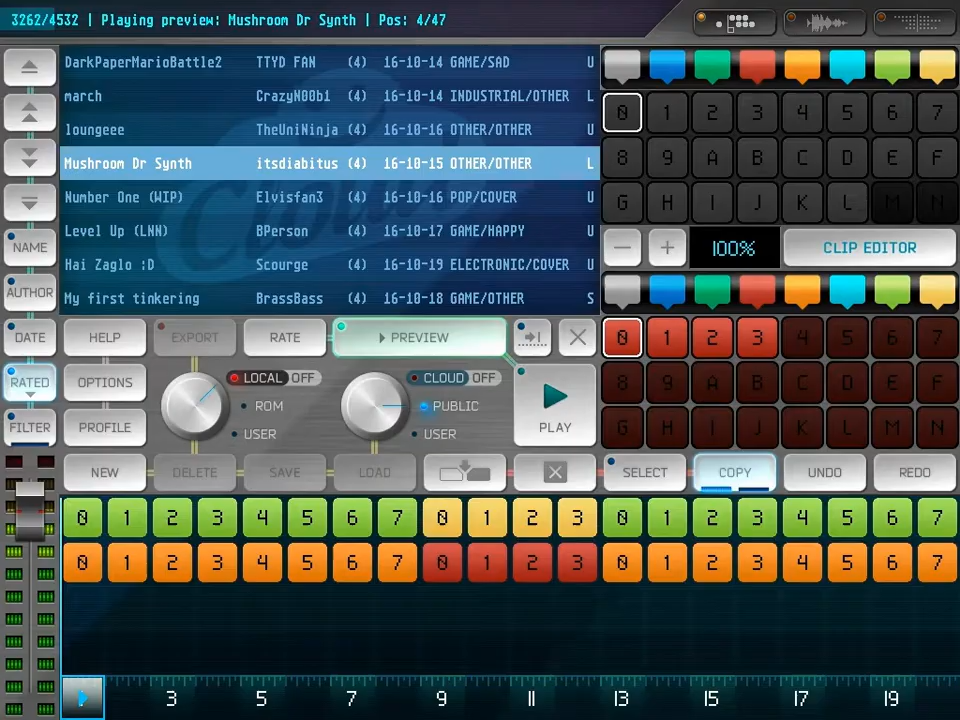 3262/4532 | Playing preview: Mushroom Dr Synth | Pos: 4/47
DarkPaperMarioBattle2 TTYD FAN (4) 16-10-14 GAME/SAD U
march CrazyN00b1 (4) 16-10-14 INDUSTRIAL/OTHER L
loungeee TheUniNinja (4) 16-10-16 OTHER/OTHER U
Mushroom Dr Synth itsdiabitus (4) 16-10-15 OTHER/OTHER L
Number One (WIP) Elvisfan3 (4) 16-10-16 POP/COVER U
Level Up (LNN) BPerson (4) 16-10-17 GAME/HAPPY U
Hai Zaglo :D Scourge (4) 16-10-19 ELECTRONIC/COVER U
My first tinkering BrassBass (4) 16-10-18 GAME/OTHER S
NAME
AUTHOR
DATE
RATED
FILTER
0 1 2 3 4 5 6 7
8 9 A B C D E F
G H I J K L M N
100% CLIP EDITOR
HELP EXPORT RATE PREVIEW
OPTIONS LOCAL OFF CLOUD OFF
ROM PUBLIC
PROFILE USER USER PLAY
0 1 2 3 4 5 6 7
8 9 A B C D E F
G H I J K L M N
NEW DELETE SAVE LOAD SELECT COPY UNDO REDO
0 1 2 3 4 5 6 7 0 1 2 3 0 1 2 3 4 5 6 7
0 1 2 3 4 5 6 7 0 1 2 3 0 1 2 3 4 5 6 7
3 5 7 9 11 13 15 17 19